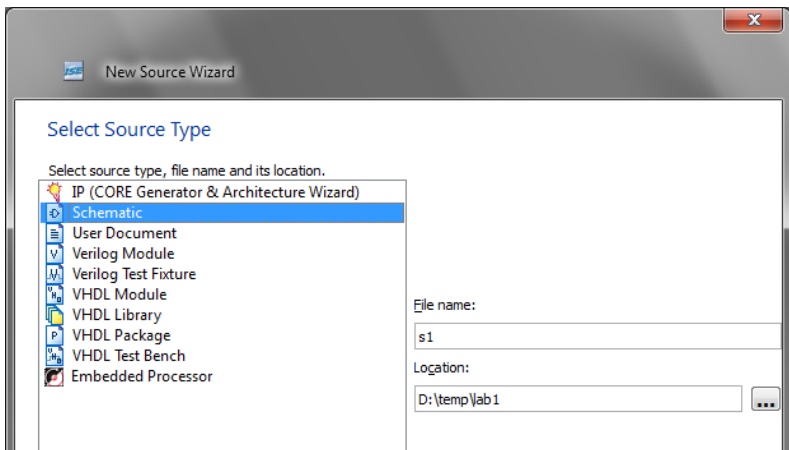 ISE New Source Wizard
Select Source Type
Select source type, file name and its location.
IP (CORE Generator & Architecture Wizard)
Schematic
User Document
Verilog Module
Verilog Test Fixture
VHDL Module
VHDL Library
VHDL Package
VHDL Test Bench
Embedded Processor
File name:
s1
Location:
D:\temp\lab1
...